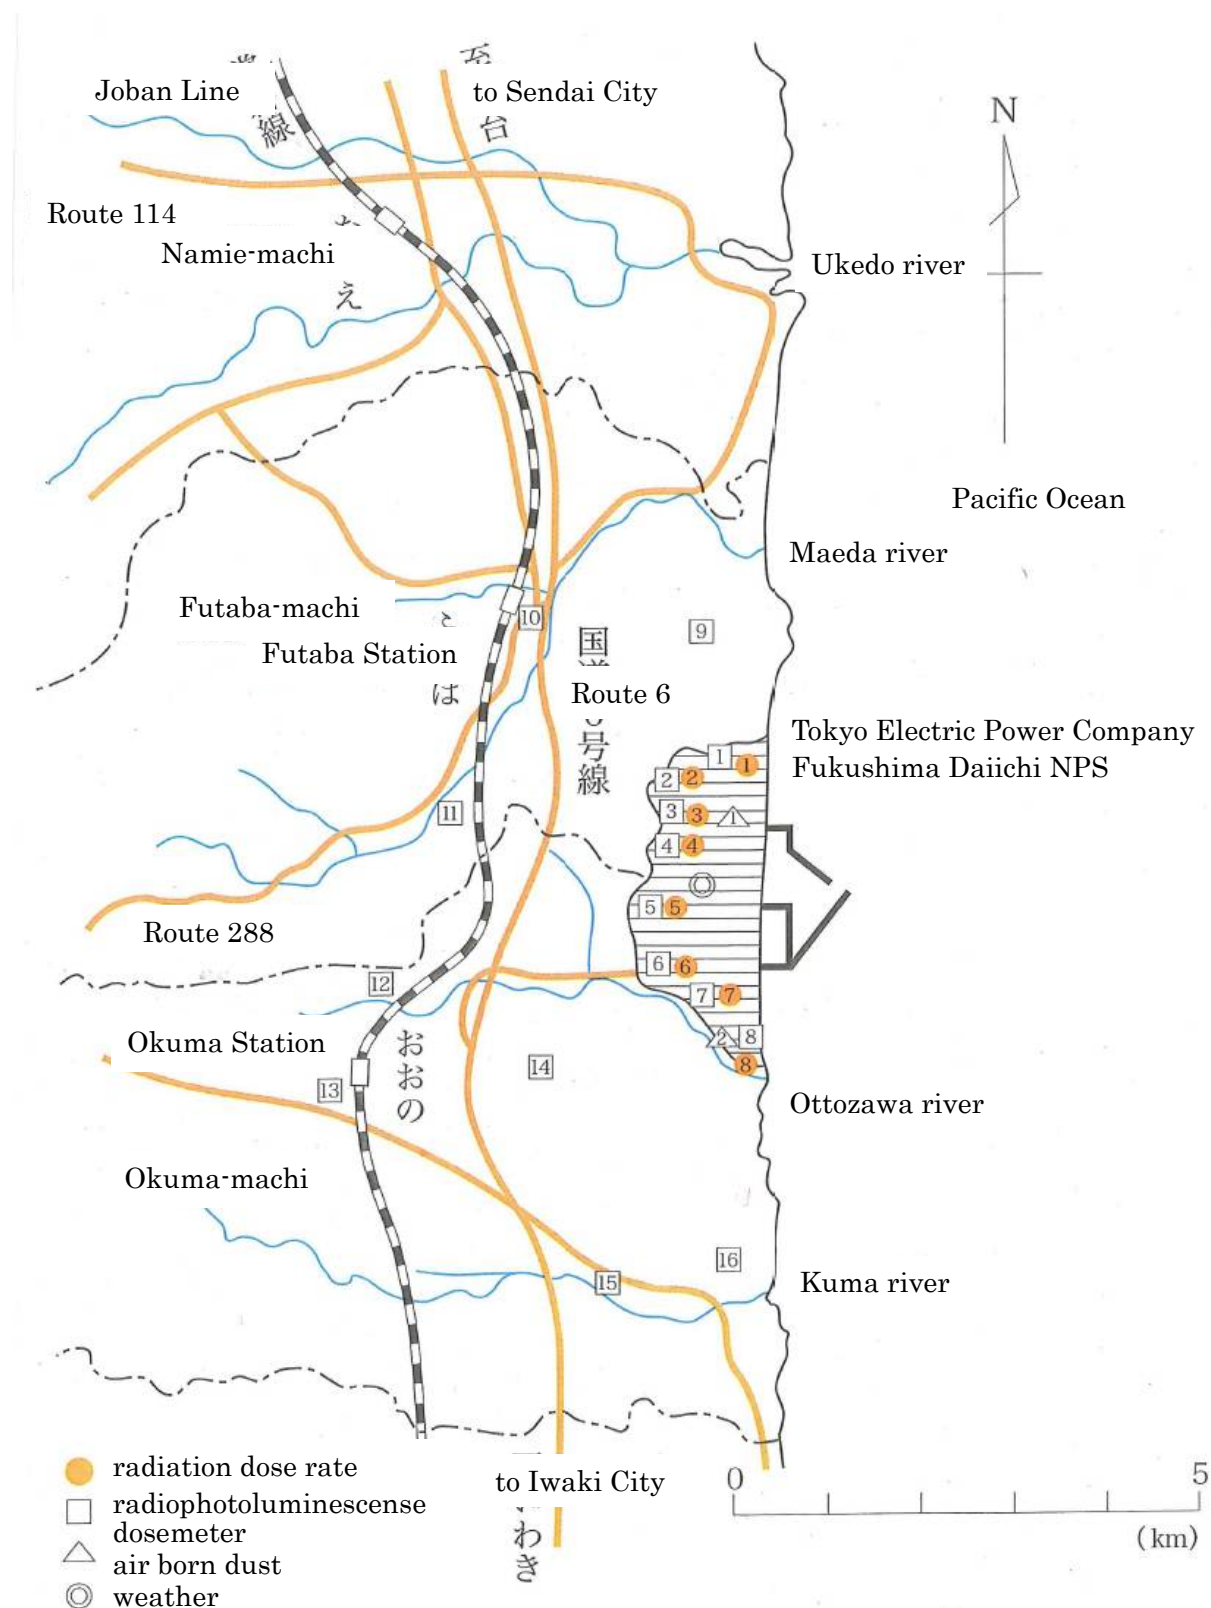 Joban Line
to Sendai City
線
台
N
Route 114
Namie-machi
Ukedo river
え
Pacific Ocean
Maeda river
Futaba-machi
10
9
Futaba Station
国
は
Route 6
号
線
Tokyo Electric Power Company
Fukushima Daiichi NPS
1
1
2
2
3
3
1
11
4
4
5
5
Route 288
6
6
12
7
7
2
8
8
Okuma Station
おおの
14
13
Ottozawa river
Okuma-machi
16
15
Kuma river
radiation dose rate
radiophotoluminescense
dosemeter
air born dust
weather
to Iwaki City
わき
0
5
(km)